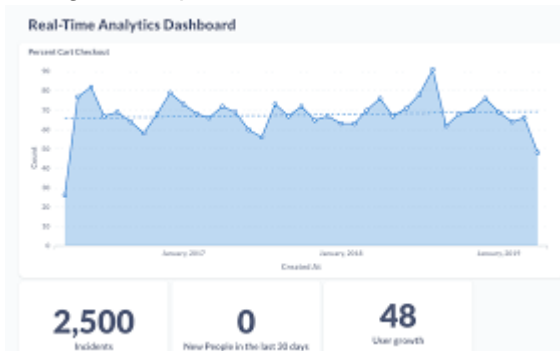 Real-Time Analytics Dashboard
Percent Cart Checkout
90
80
70
60
50
40
30
20
10
0
Count
January, 2017
January, 2018
January, 2019
Created At
2,500
Incidents
0
New People in the last 30 days
48
User growth